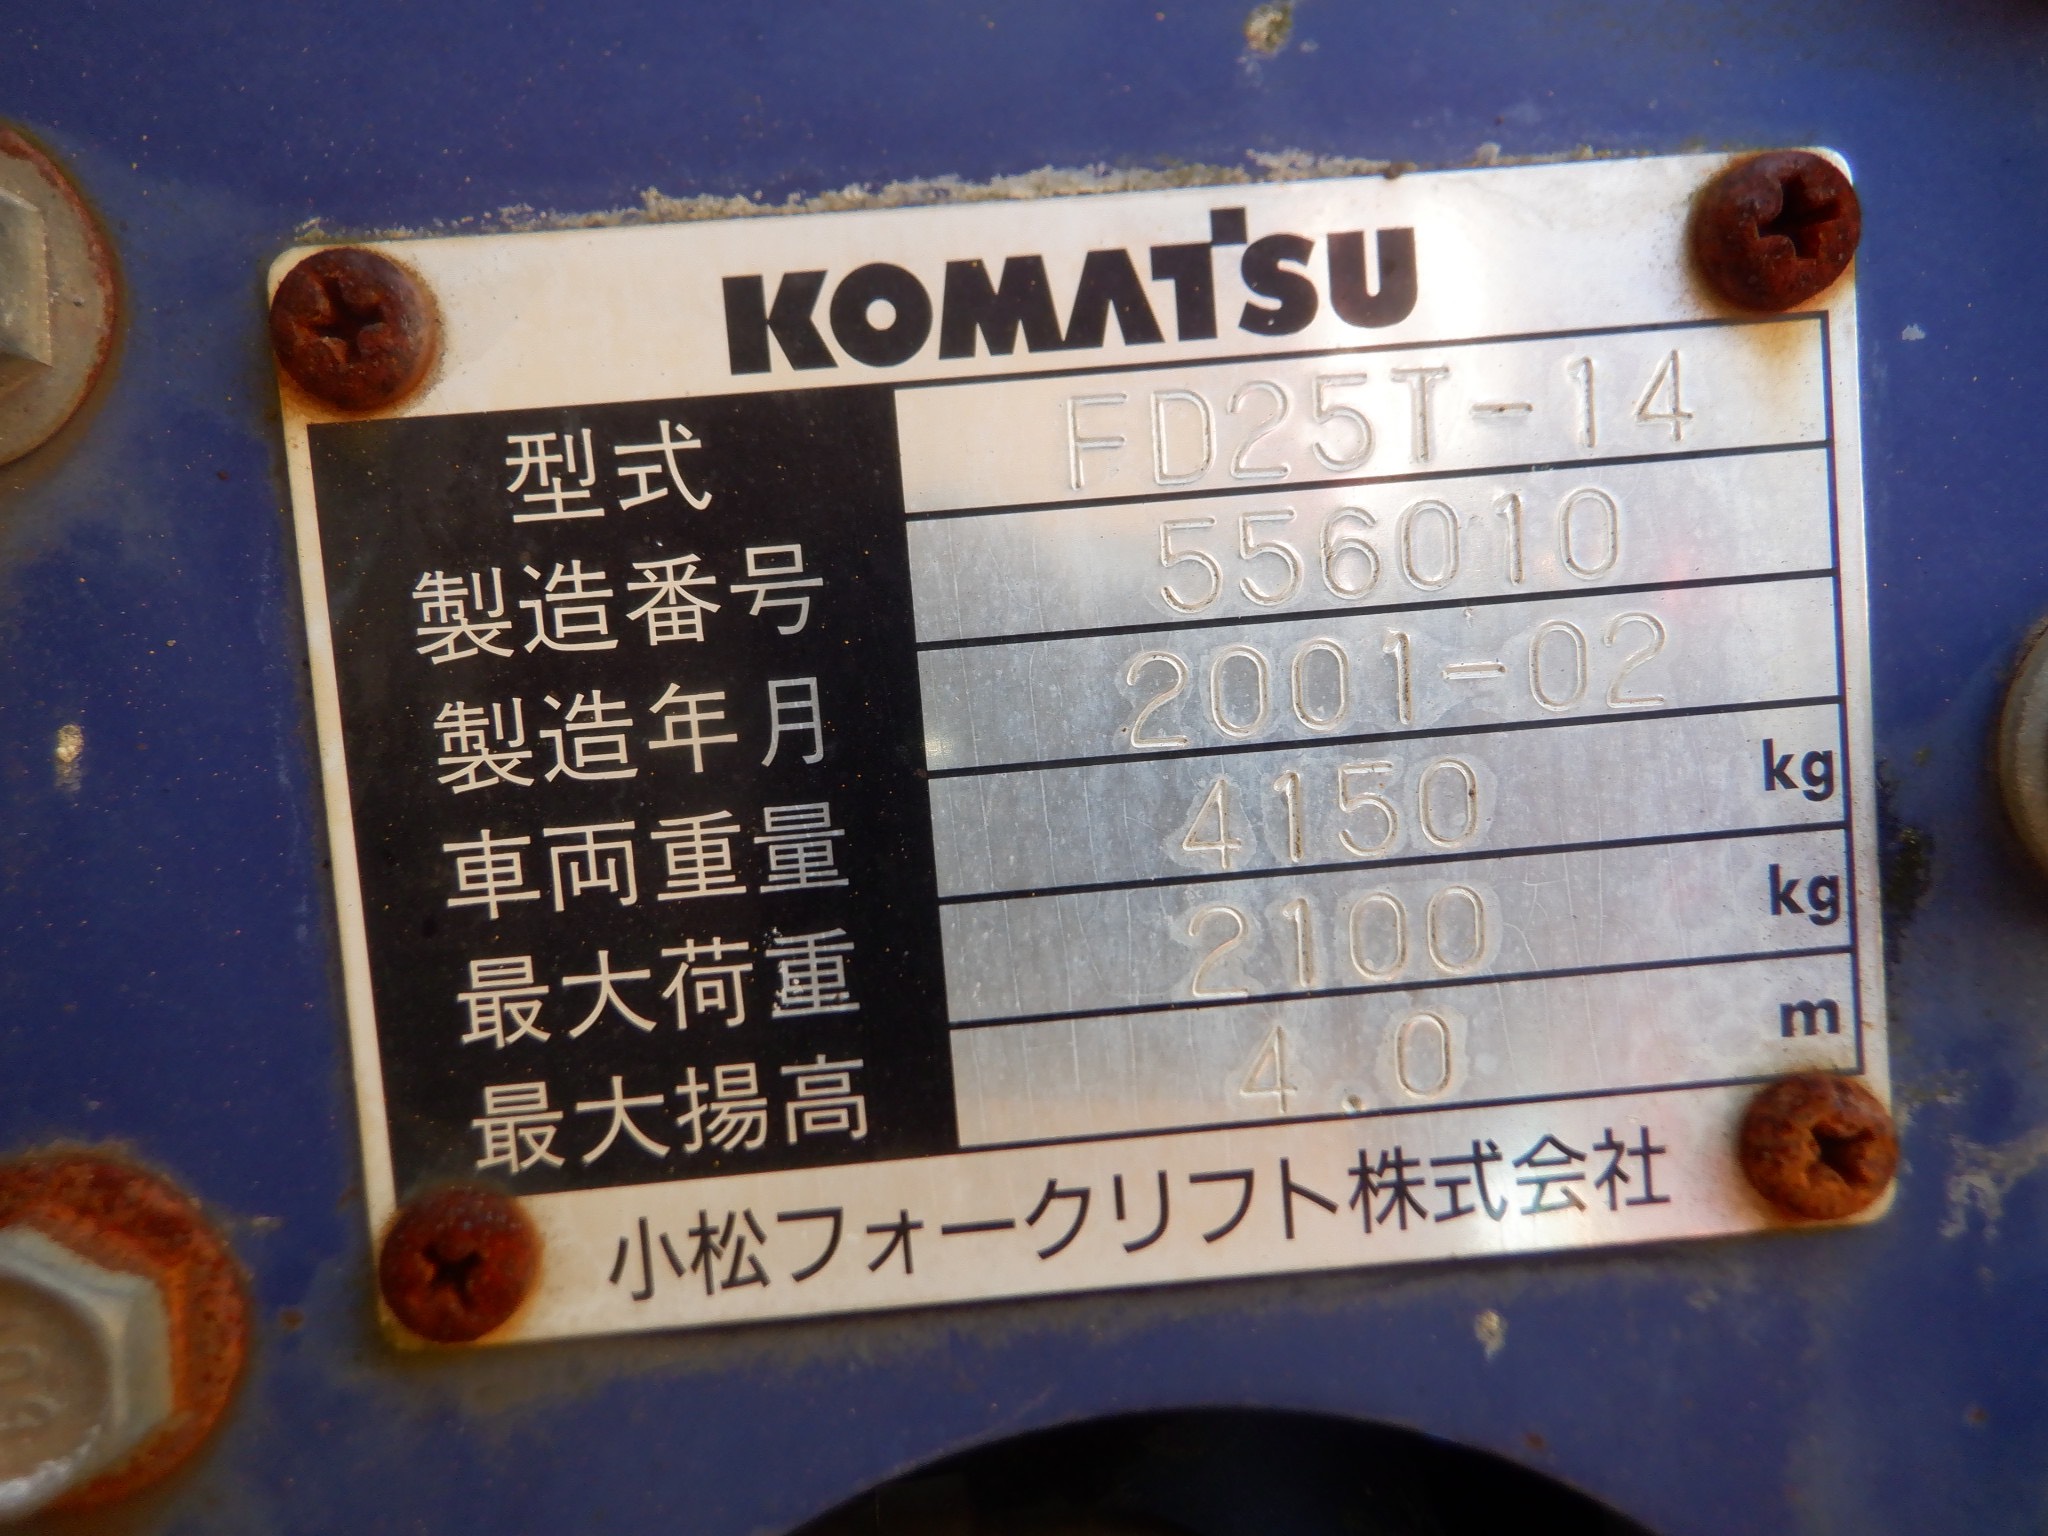 KOMATSU
型式 FD25T-14
製造番号 556010
製造年月 2001-02
車両重量 4150 kg
最大荷重 2100 kg
最大揚高 4.0 m
小松フォークリフト株式会社